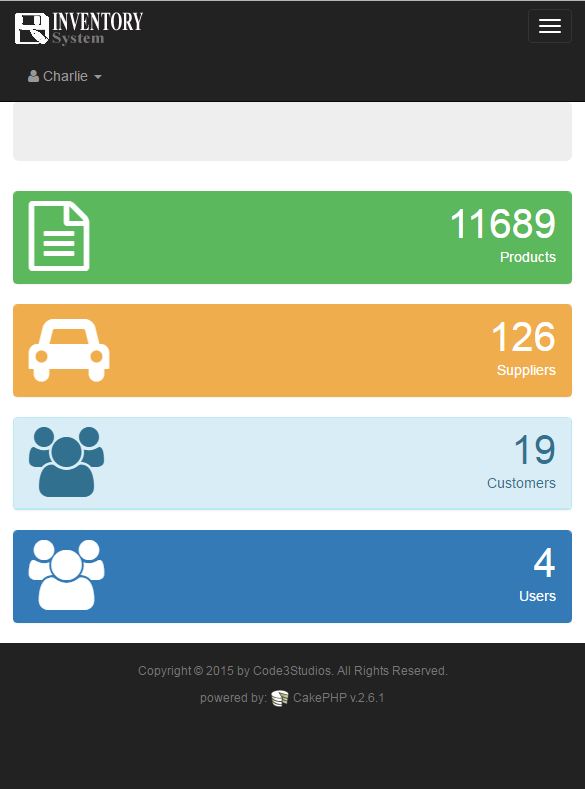 INVENTORY
System
Charlie
11689
Products
126
Suppliers
19
Customers
4
Users
Copyright © 2015 by Code3Studios. All Rights Reserved.
powered by: CakePHP v.2.6.1